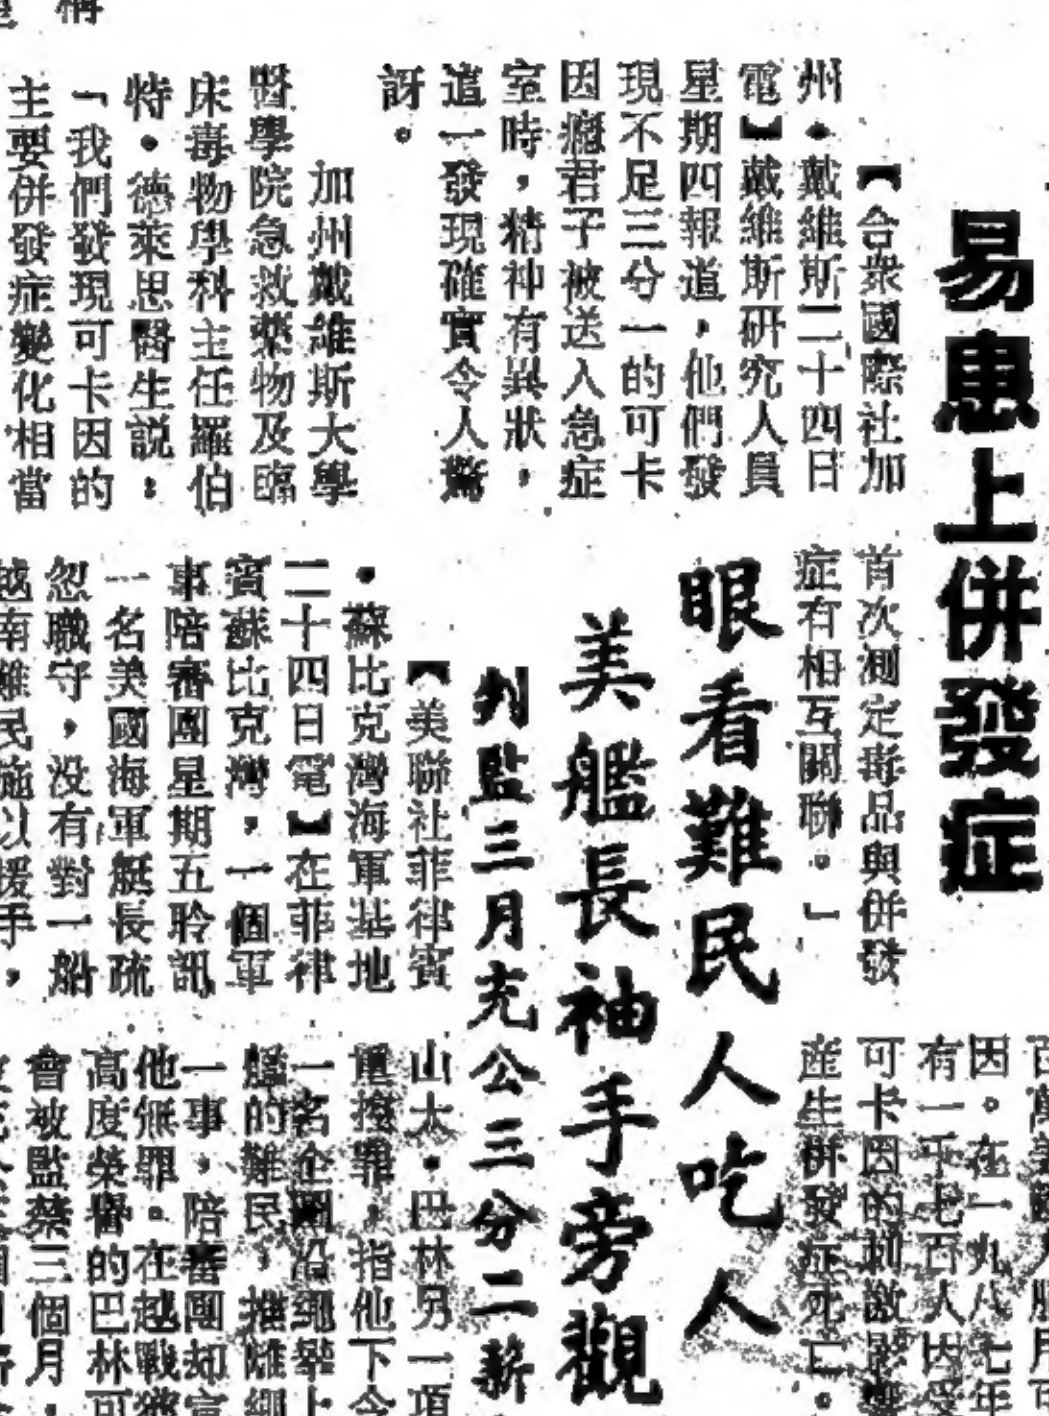 易患上併發症
【合衆國際社加
州•戴維斯二十四日
電】戴維斯研究人員
星期四報道，他們發
現不足三分一的可卡
因癮君子被送入急症
室時，精神有異狀，
這一發現確實令人驚
訝。
加州戴維斯大學
醫學院急救藥物及臨
床毒物學科主任羅伯
特•德萊思醫生説：
「我們發現可卡因的
主要併發症變化相當
首次測定毒品與併發
症有相互關聯。」
因。在一九八七年
有一千七百人因受
可卡因的刺激影響
産生併發症死亡。
眼看難民人吃人
美艦長袖手旁觀
判監三月充公三分二薪
【美聯社菲律賓
•蘇比克灣海軍基地
二十四日電】在菲律
賓蘇比克灣，一個軍
事陪審團星期五聆訊
一名美國海軍艇長疏
忽職守，没有對一船
越南難民施以援手，
山大•巴林另一項
重控罪，指他下令
一名企圖沿繩攀上
艦的難民，推離繩
一事，陪審團却宣
他無罪。在越戰
高度榮譽的巴林可
會被監禁三個月